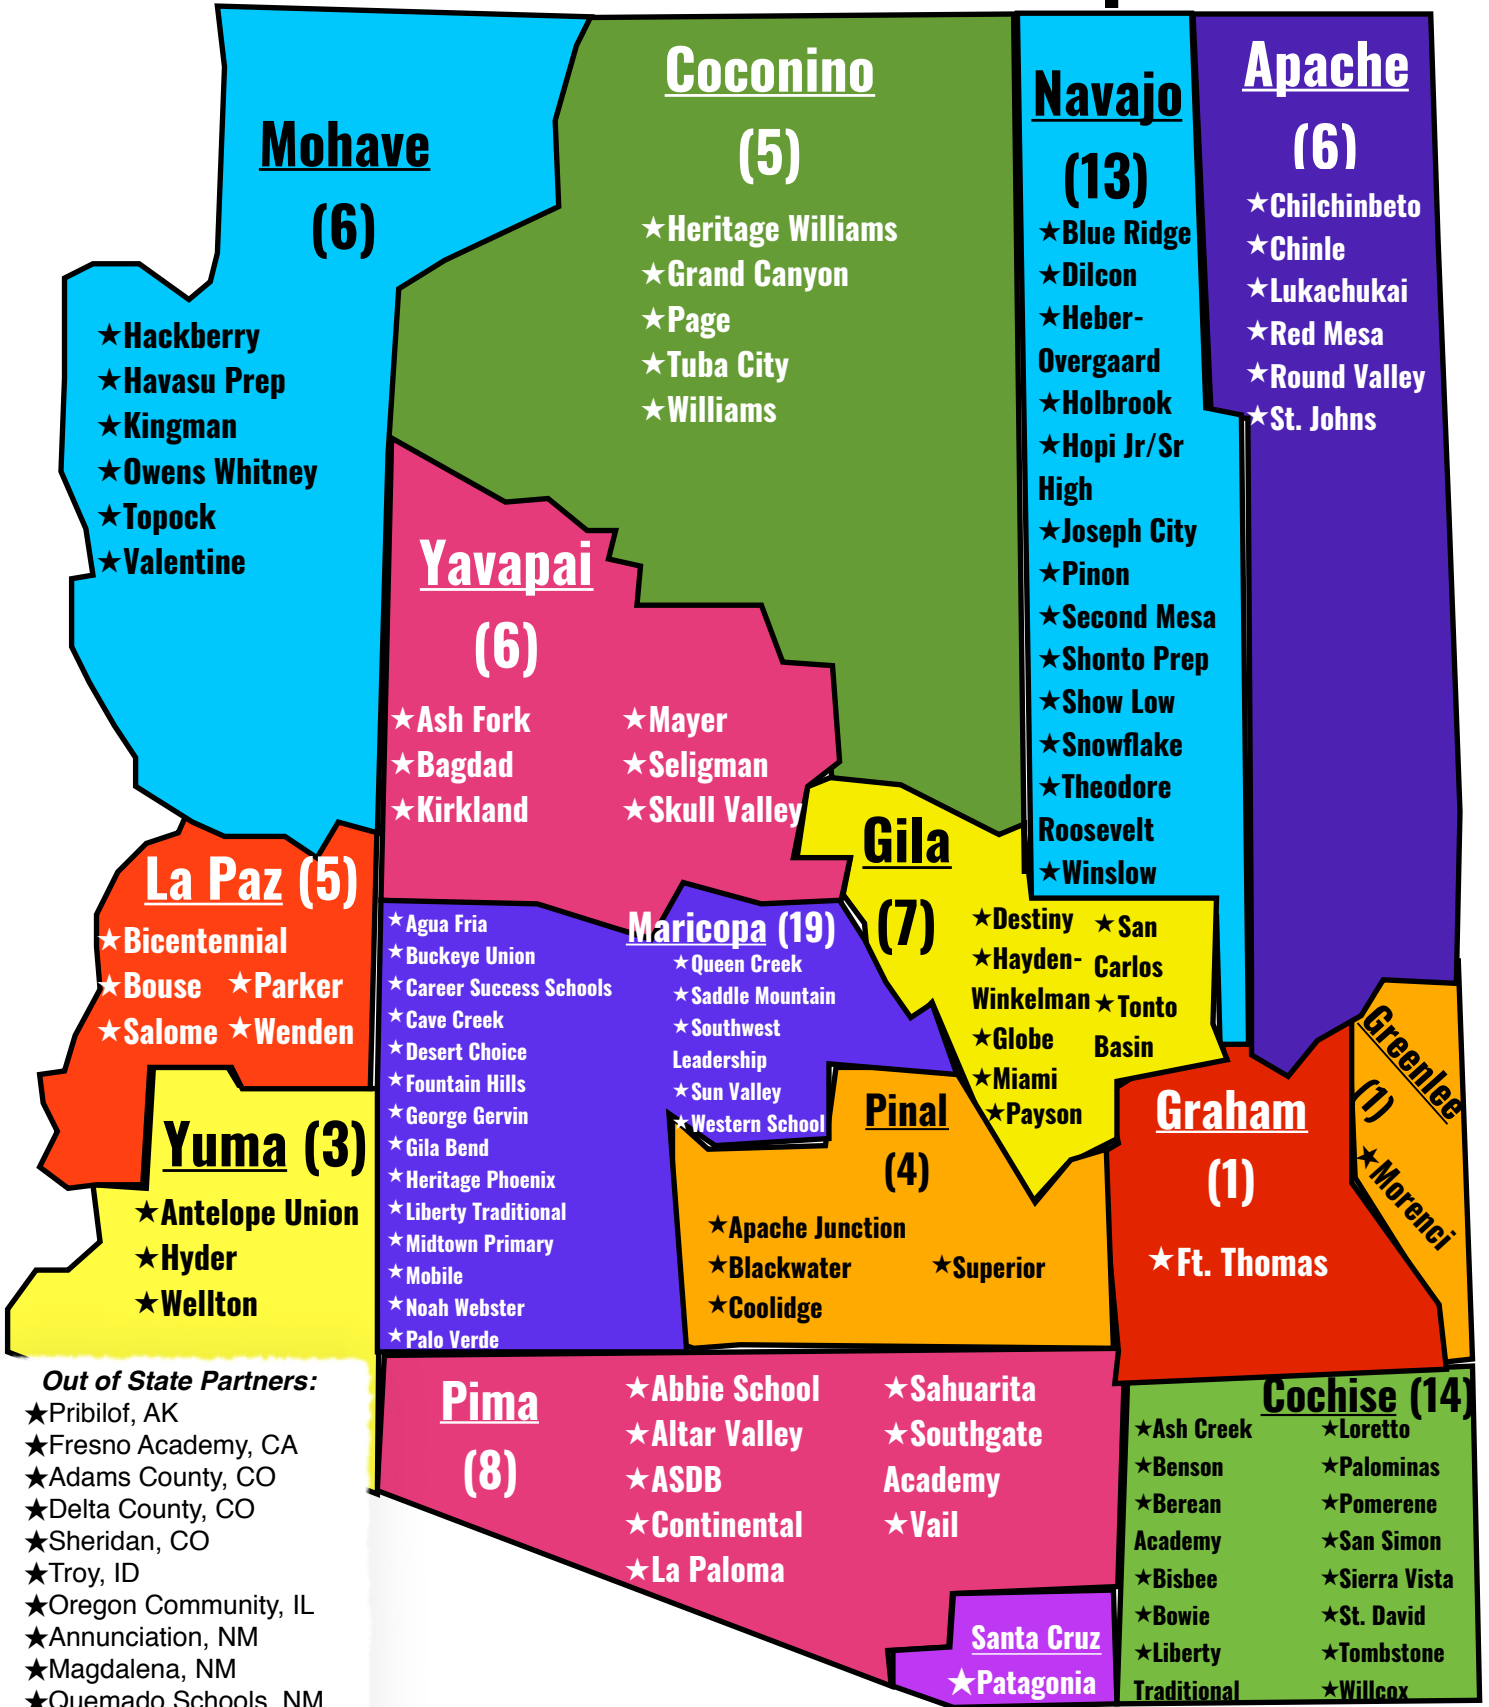 Mohave
(6)
★Hackberry
★Havasu Prep
★Kingman
★Owens Whitney
★Topock
★Valentine
Coconino
(5)
★Heritage Williams
★Grand Canyon
★Page
★Tuba City
★Williams
Navajo
(13)
★Blue Ridge
★Dilcon
★Heber-
Overgaard
★Holbrook
★Hopi Jr/Sr
High
★Joseph City
★Pinon
★Second Mesa
★Shonto Prep
★Show Low
★Snowflake
★Theodore
Roosevelt
★Winslow
Apache
(6)
★Chilchinbeto
★Chinle
★Lukachukai
★Red Mesa
★Round Valley
★St. Johns
Yavapai
(6)
★Ash Fork
★Bagdad
★Kirkland
★Mayer
★Seligman
★Skull Valley
La Paz (5)
★Bicentennial
★Bouse ★Parker
★Salome ★Wenden
Gila
(7)
★Destiny
★Hayden-
Winkelman
★Globe
★Miami
★Payson
★San
Carlos
★Tonto
Basin
Maricopa (19)
★Agua Fria
★Buckeye Union
★Career Success Schools
★Cave Creek
★Desert Choice
★Fountain Hills
★George Gervin
★Gila Bend
★Heritage Phoenix
★Liberty Traditional
★Midtown Primary
★Mobile
★Noah Webster
★Palo Verde
★Queen Creek
★Saddle Mountain
★Southwest
Leadership
★Sun Valley
★Western School
Yuma (3)
★Antelope Union
★Hyder
★Wellton
Pinal
(4)
★Apache Junction
★Blackwater
★Coolidge
★Superior
Graham
(1)
★Ft. Thomas
Greenlee
(1)
★Morenci
Pima
(8)
★Abbie School
★Altar Valley
★ASDB
★Continental
★La Paloma
★Sahuarita
★Southgate
Academy
★Vail
Santa Cruz
★Patagonia
Cochise (14)
★Ash Creek
★Benson
★Berean
Academy
★Bisbee
★Bowie
★Liberty
Traditional
★Loretto
★Palominas
★Pomerene
★San Simon
★Sierra Vista
★St. David
★Tombstone
★Willcox
Out of State Partners:
★Pribilof, AK
★Fresno Academy, CA
★Adams County, CO
★Delta County, CO
★Sheridan, CO
★Troy, ID
★Oregon Community, IL
★Annunciation, NM
★Magdalena, NM
★Quemado Schools, NM